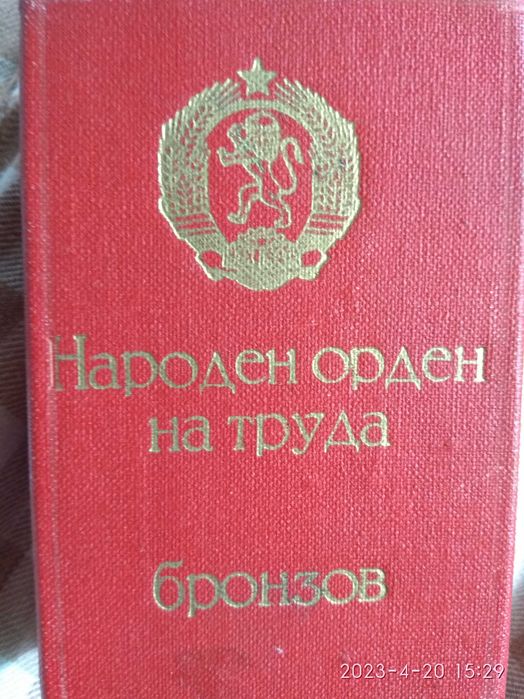 Народен орден
на труда
бронзов
2023-4-20 15:29